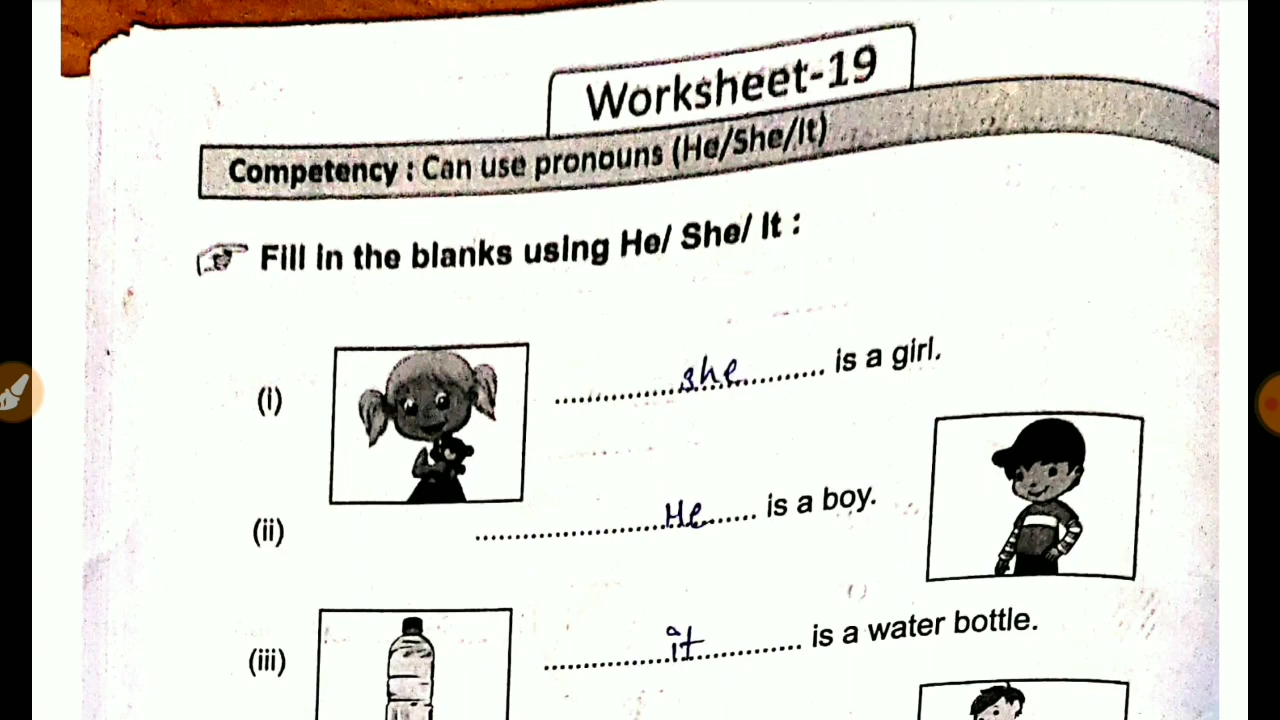 Worksheet-19
Competency : Can use pronouns (He/She/It)
Fill in the blanks using He/ She/ It :
(i) ..........she.......... is a girl.
(ii) ..........He.......... is a boy.
(iii) ..........it.......... is a water bottle.